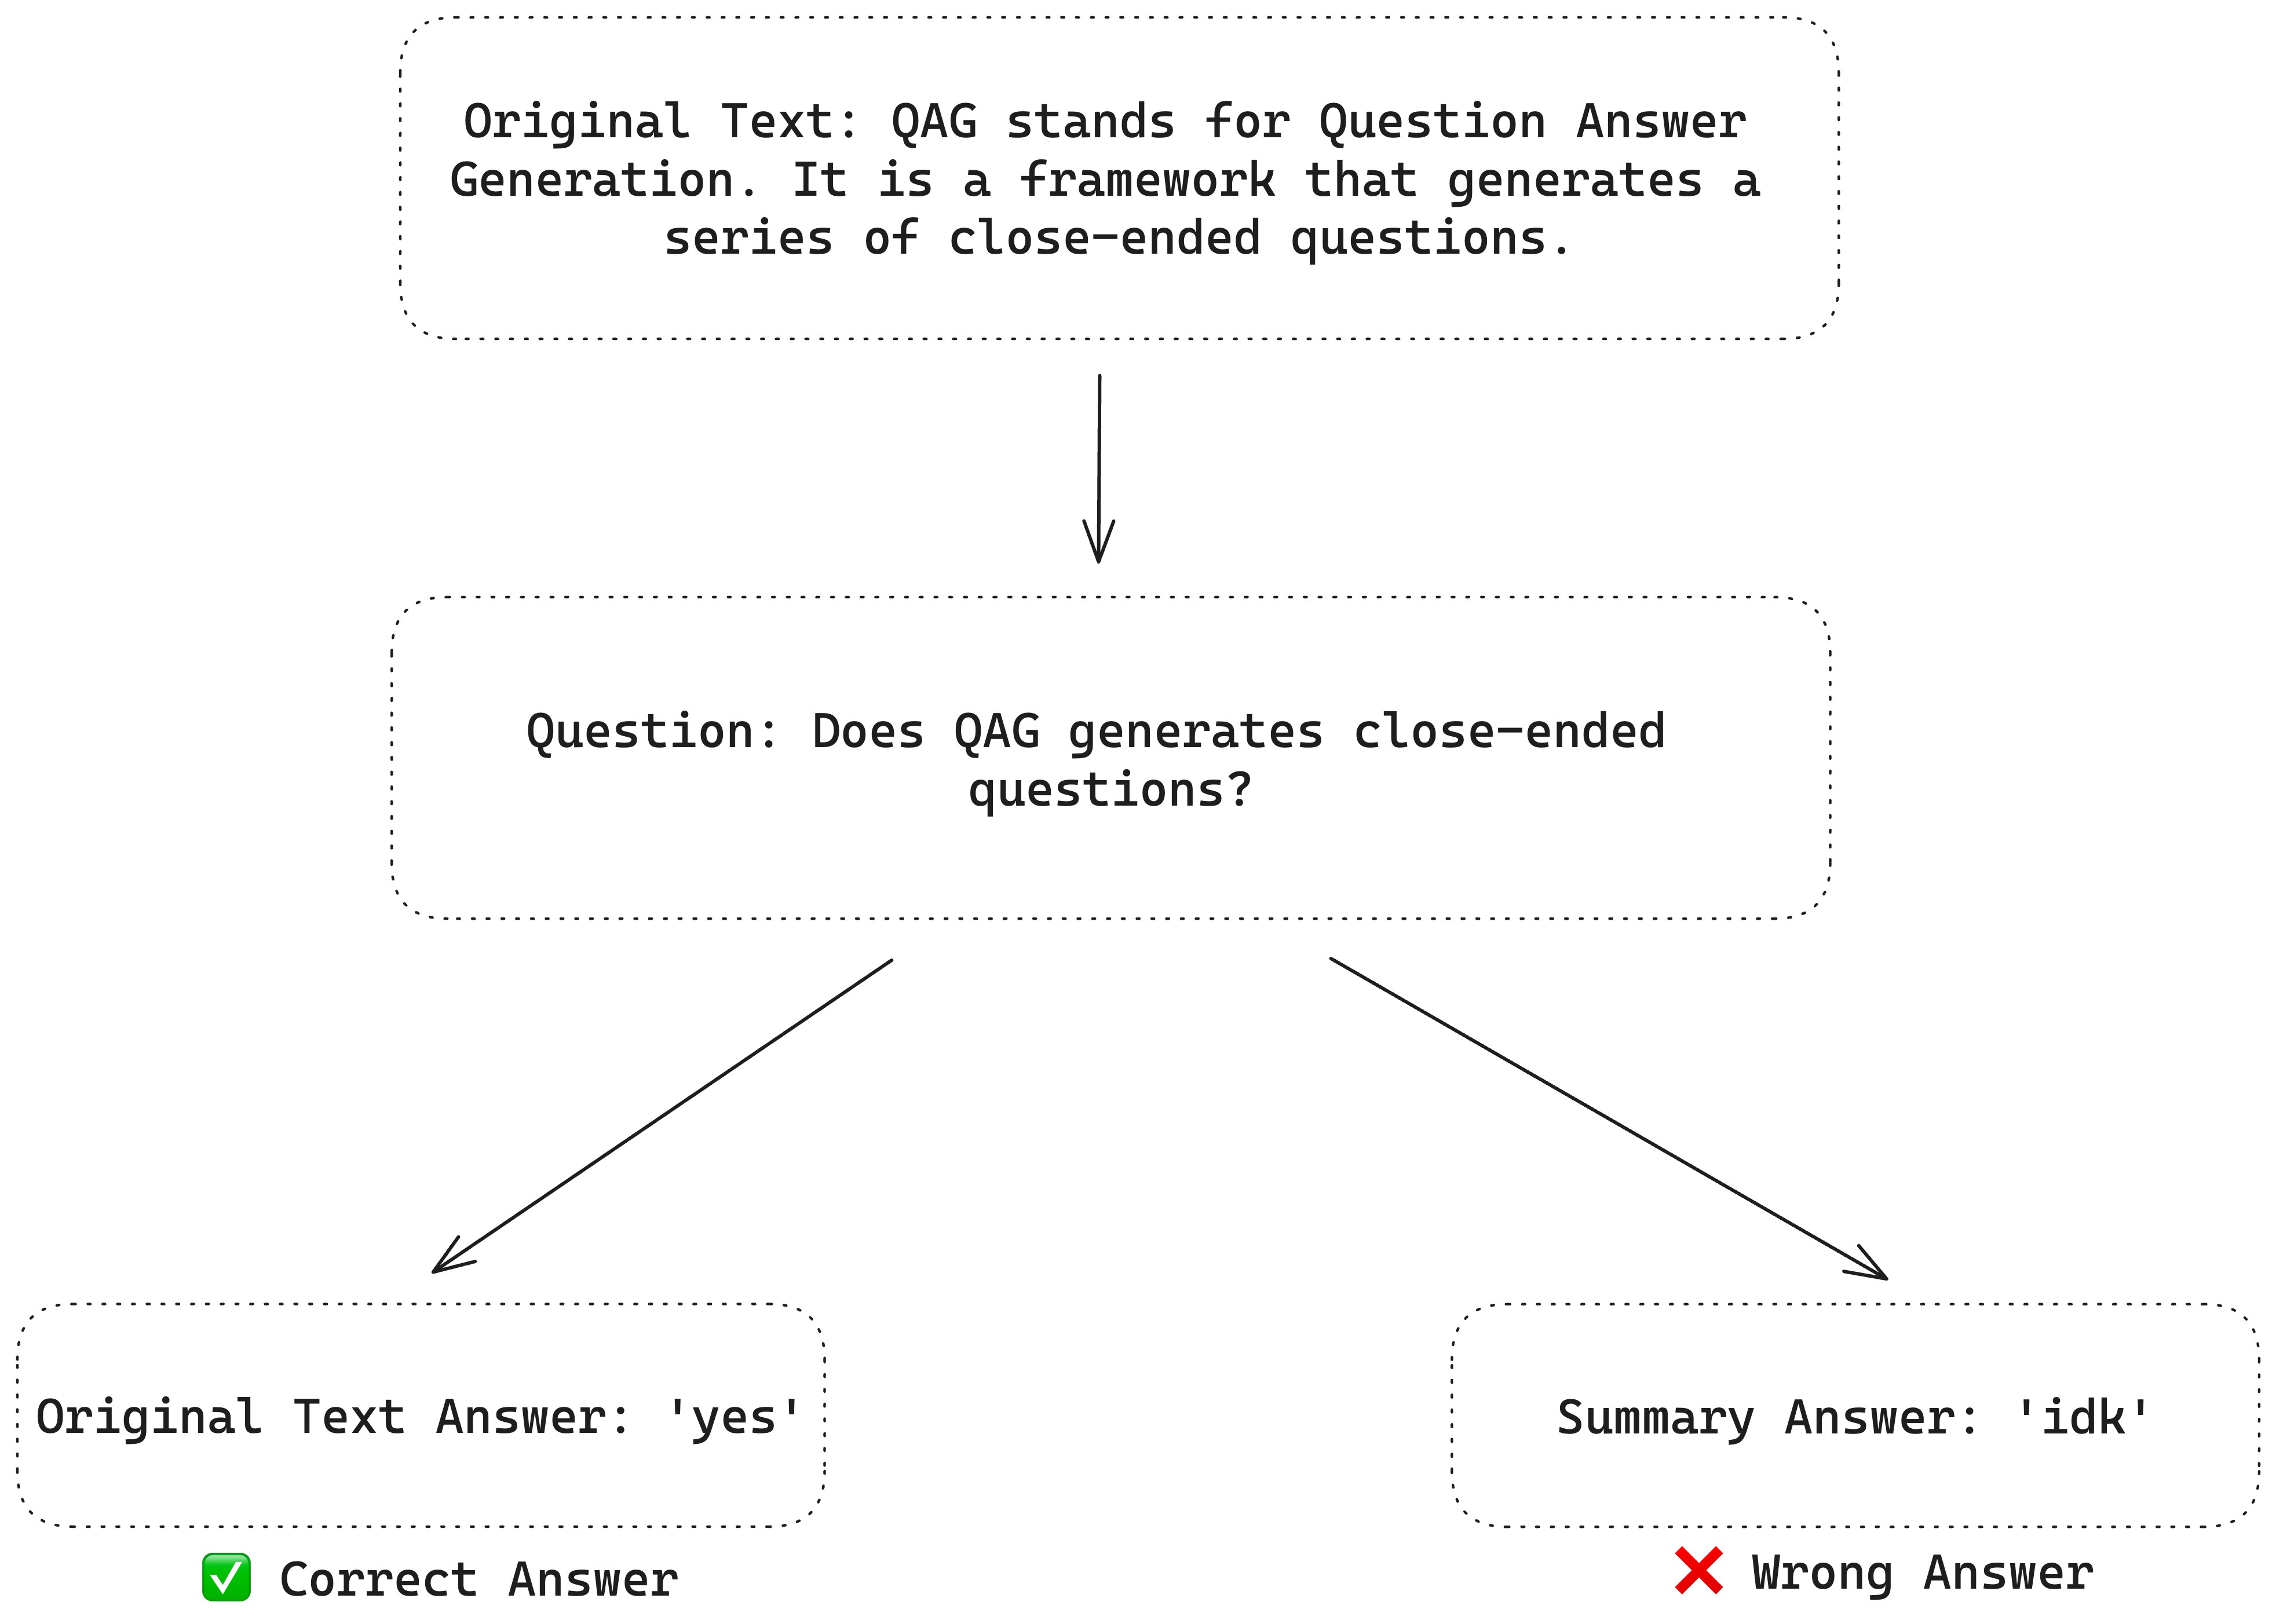 Original Text: QAG stands for Question Answer
Generation. It is a framework that generates a
series of close-ended questions.
Question: Does QAG generates close-ended
questions?
Original Text Answer: 'yes'
Summary Answer: 'idk'
✅ Correct Answer
❌ Wrong Answer